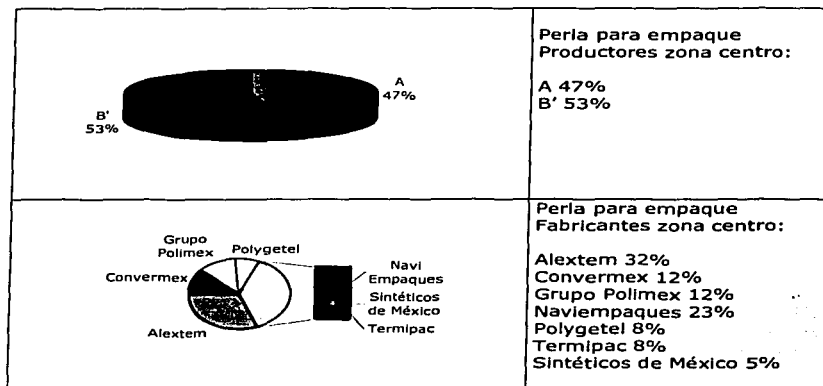 A
47%
B'
53%
Perla para empaque
Productores zona centro:
A 47%
B' 53%
Grupo
Polimex
Polygetel
Convermex
Alextem
Navi
Empaques
Sintéticos
de México
Termipac
Perla para empaque
Fabricantes zona centro:
Alextem 32%
Convermex 12%
Grupo Polimex 12%
Naviempaques 23%
Polygetel 8%
Termipac 8%
Sintéticos de México 5%